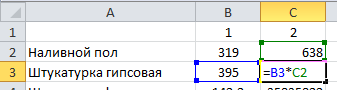 A B C
1 1 2
2 Наливной пол 319 638
3 Штукатурка гипсовая 395 =B3*C2